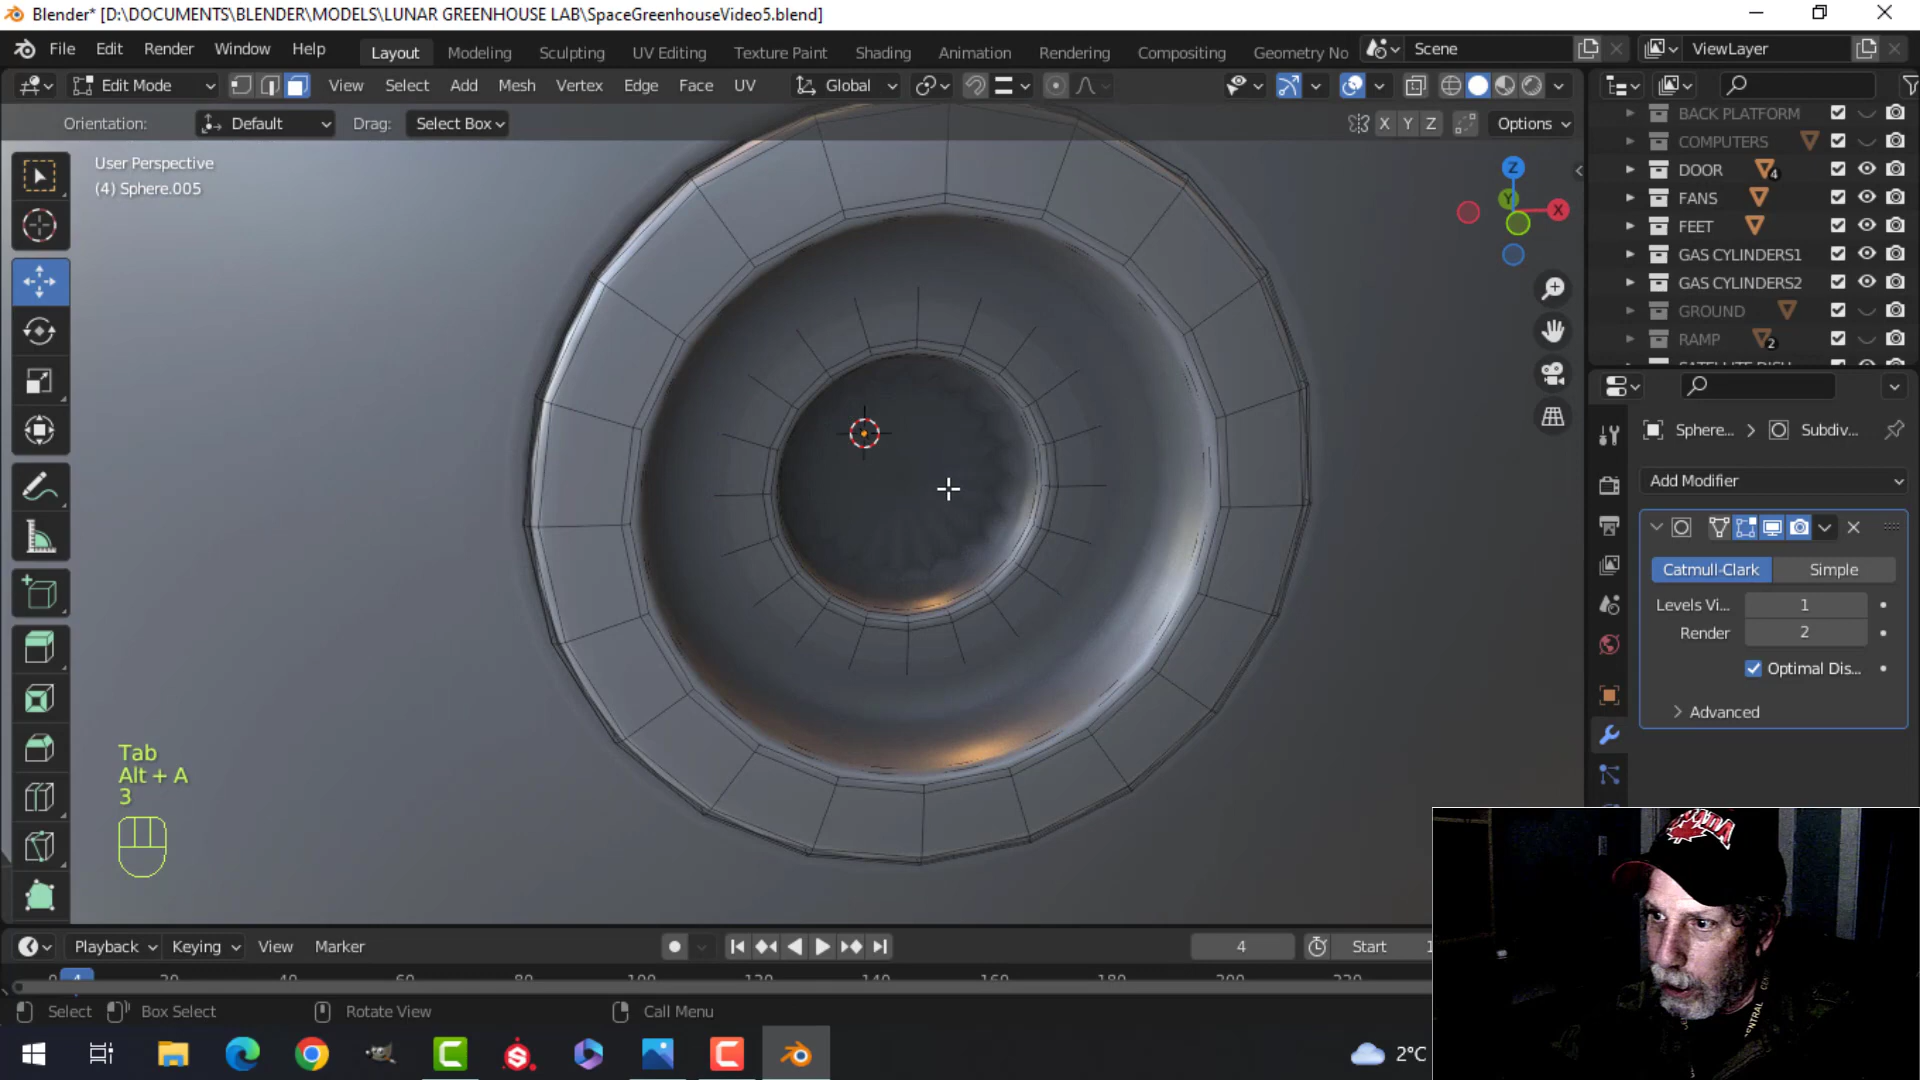 Blender* [D:\DOCUMENTS\BLENDER\MODELS\LUNAR GREENHOUSE LAB\SpaceGreenhouseVideo5.blend]
File Edit Render Window Help Layout Modeling Sculpting UV Editing Texture Paint Shading Animation Rendering Compositing Geometry No Scene ViewLayer
Edit Mode View Select Add Mesh Vertex Edge Face UV Global
Orientation: Default Drag: Select Box X Y Z Options
BACK PLATFORM
COMPUTERS
DOOR 4
FANS
FEET
GAS CYLINDERS1
GAS CYLINDERS2
GROUND
RAMP 2
User Perspective
(4) Sphere.005
Z
Y
X
Sphere... > Subdiv...
Add Modifier
Catmull-Clark Simple
Levels Vi... 1
Render 2
Optimal Dis...
Advanced
Tab
Alt + A
3
Playback Keying View Marker 4 Start
0 4 20 40 60 80 100 120 140 160 180 200 220
Select Box Select Rotate View Call Menu
2°C